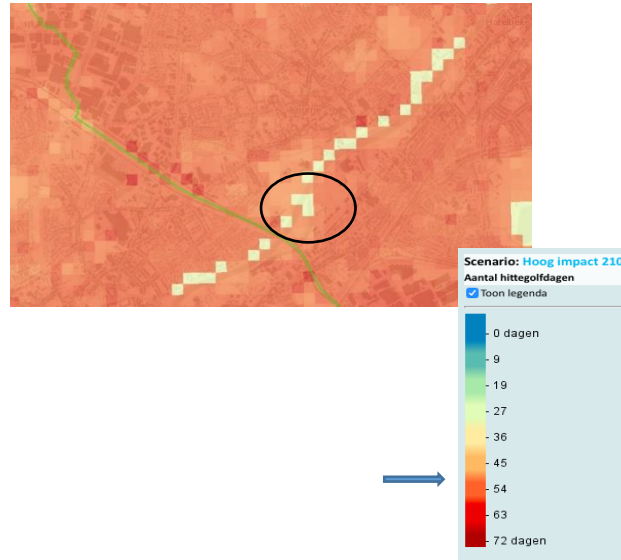 Scenario: Hoog impact 210
Aantal hittegolfdagen
Toon legenda
0 dagen
9
19
27
36
45
54
63
72 dagen